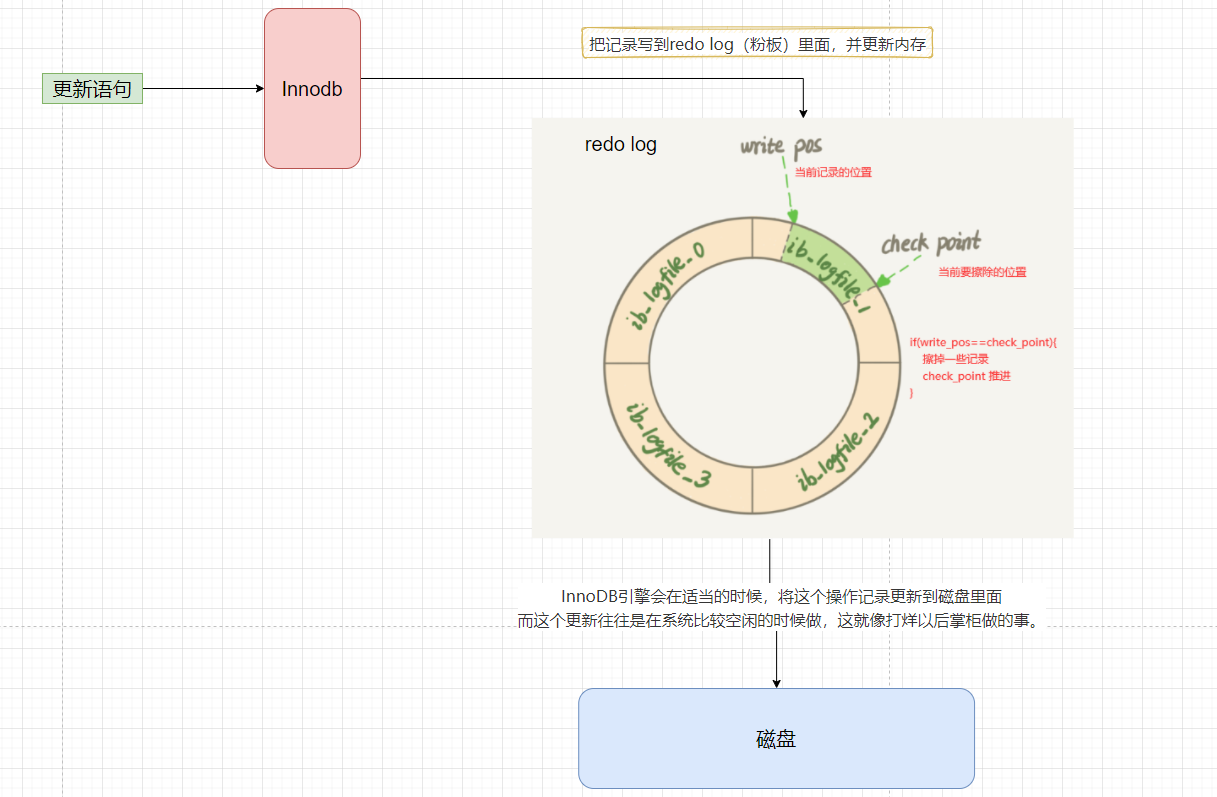 把记录写到redo log（粉板）里面，并更新内存
更新语句
Innodb
redo log
write pos
当前记录的位置
check point
当前要擦除的位置
ib_logfile_0
ib_logfile_1
if(write_pos==check_point){
擦掉一些记录
check_point 推进
}
ib_logfile_3
ib_logfile_2
InnoDB引擎会在适当的时候，将这个操作记录更新到磁盘里面
而这个更新往往是在系统比较空闲的时候做，这就像打烊以后掌柜做的事。
磁盘